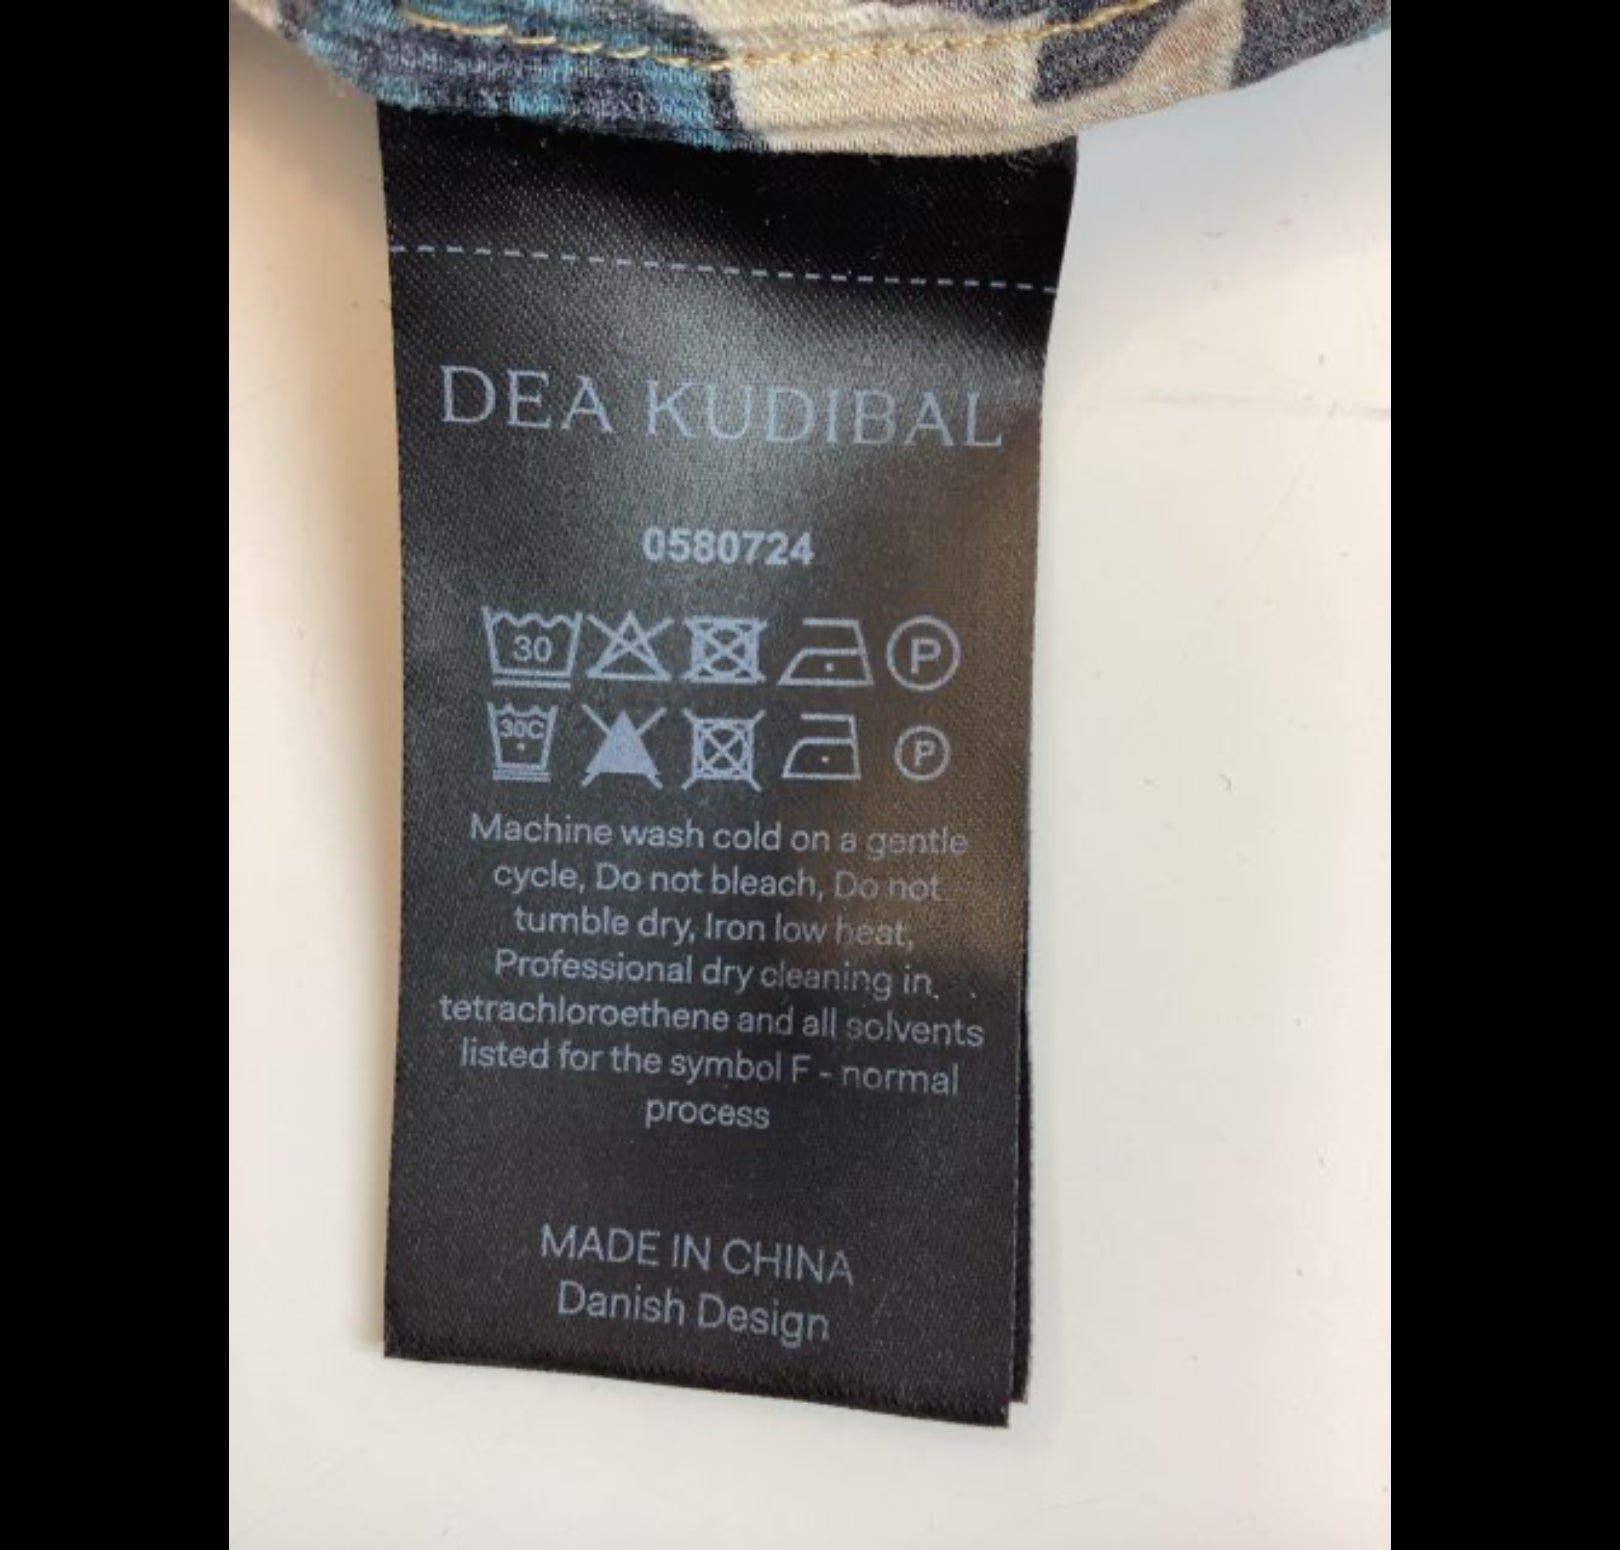 DEA KUDIBAL
0580724
30 P
30C P
Machine wash cold on a gentle
cycle, Do not bleach, Do not
tumble dry, Iron low heat,
Professional dry cleaning in
tetrachloroethene and all solvents
listed for the symbol F - normal
process
MADE IN CHINA
Danish Design